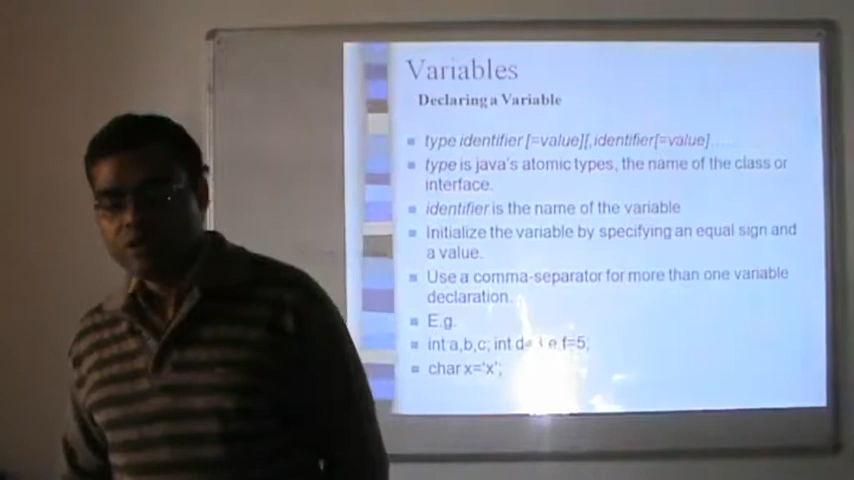 Variables
Declaring a Variable
type identifier [=value][,identifier[=value]......
type is java's atomic types, the name of the class or
interface.
identifier is the name of the variable
Initialize the variable by specifying an equal sign and
a value.
Use a comma-separator for more than one variable
declaration.
E.g.
int a,b,c; int e,f=5;
char x='x';